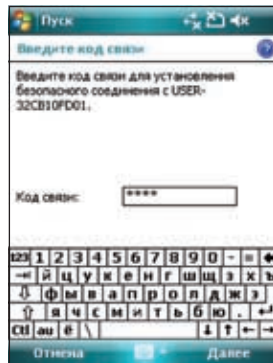 Пуск
Введите код связи
Введите код связи для установления
безопасного соединения с USER-
32CB10FD01.
Код связи: ****
123 1 2 3 4 5 6 7 8 9 0 - =
й ц у к е н г ш щ з х ъ
ф ы в а п р о л д ж э
я ч с м и т ь б ю .
Ctl au ё \
Отмена Далее